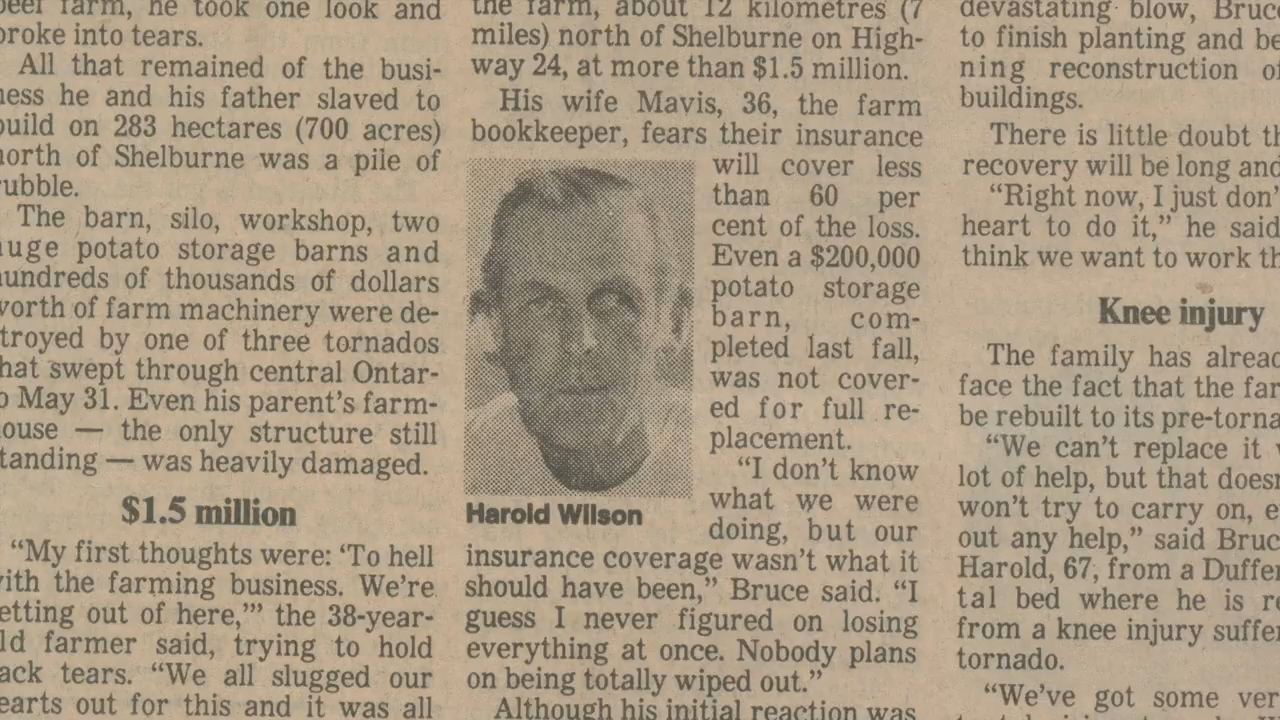 beef farm, he took one look and
broke into tears.
All that remained of the busi-
ness he and his father slaved to
build on 283 hectares (700 acres)
north of Shelburne was a pile of
rubble.
The barn, silo, workshop, two
huge potato storage barns and
hundreds of thousands of dollars
worth of farm machinery were de-
stroyed by one of three tornados
that swept through central Ontar-
io May 31. Even his parent's farm-
house — the only structure still
standing — was heavily damaged.
$1.5 million
"My first thoughts were: 'To hell
with the farming business. We're
getting out of here,'" the 38-year-
old farmer said, trying to hold
back tears. "We all slugged our
hearts out for this and it was all
the farm, about 12 kilometres (7
miles) north of Shelburne on High-
way 24, at more than $1.5 million.
His wife Mavis, 36, the farm
bookkeeper, fears their insurance
will cover less
than 60 per
cent of the loss.
Even a $200,000
potato storage
barn, com-
pleted last fall,
was not cover-
ed for full re-
placement.
"I don't know
what we were
doing, but our
Harold Wilson
insurance coverage wasn't what it
should have been," Bruce said. "I
guess I never figured on losing
everything at once. Nobody plans
on being totally wiped out."
Although his initial reaction was
devastating blow, Bruce
to finish planting and be
ning reconstruction of
buildings.
There is little doubt th
recovery will be long and
"Right now, I just don'
heart to do it," he said
think we want to work th
Knee injury
The family has alread
face the fact that the far
be rebuilt to its pre-torna
"We can't replace it w
lot of help, but that does
won't try to carry on, e
out any help," said Bruc
Harold, 67, from a Duffer
tal bed where he is re
from a knee injury suffer
tornado.
"We've got some ver